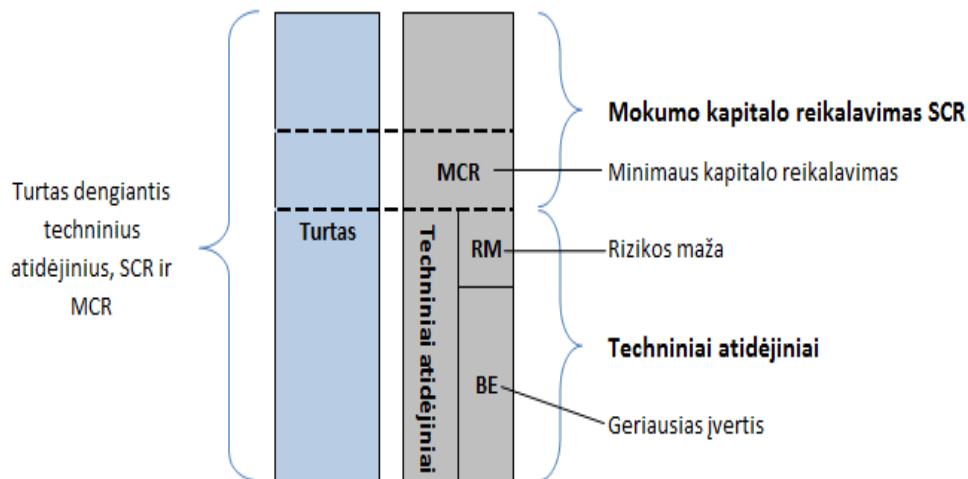 Turtas dengiantis
techninius
atidėjinius, SCR ir
MCR
Turtas
MCR
Techniniai atidėjiniai
RM
BE
Mokumo kapitalo reikalavimas SCR
Minimaus kapitalo reikalavimas
Rizikos maža
Techniniai atidėjiniai
Geriausias įvertis